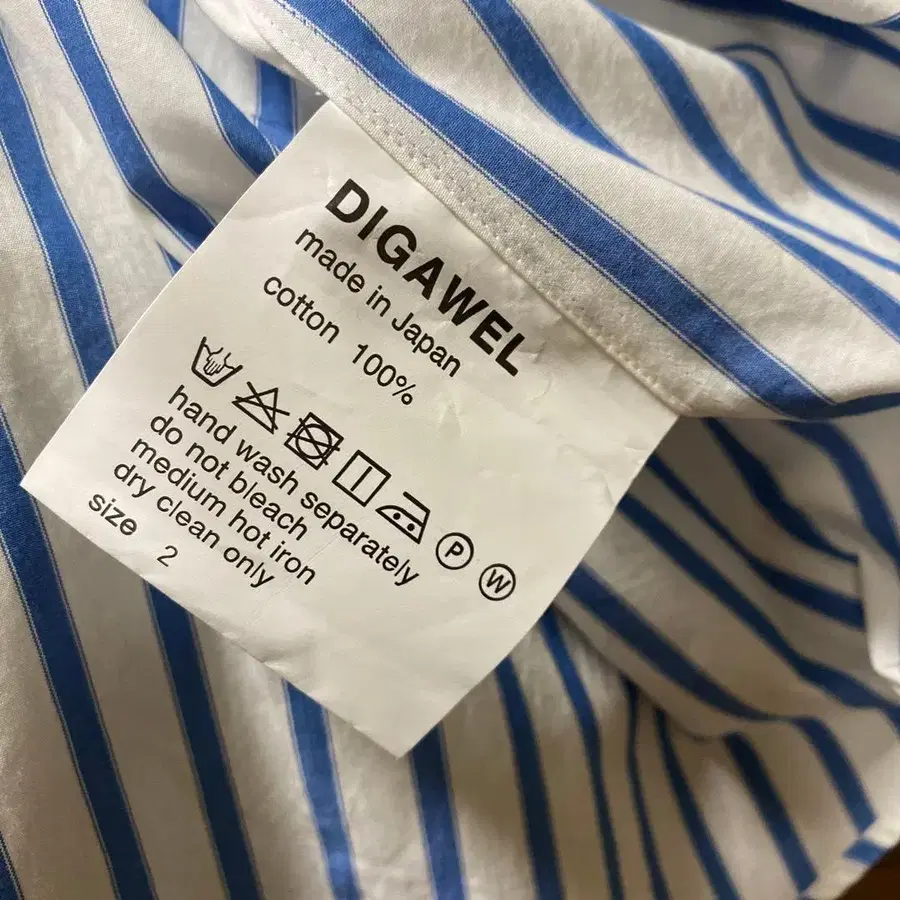 DIGAWEL
made in Japan
cotton 100%
P W
hand wash separately
do not bleach
medium hot iron
dry clean only
size 2